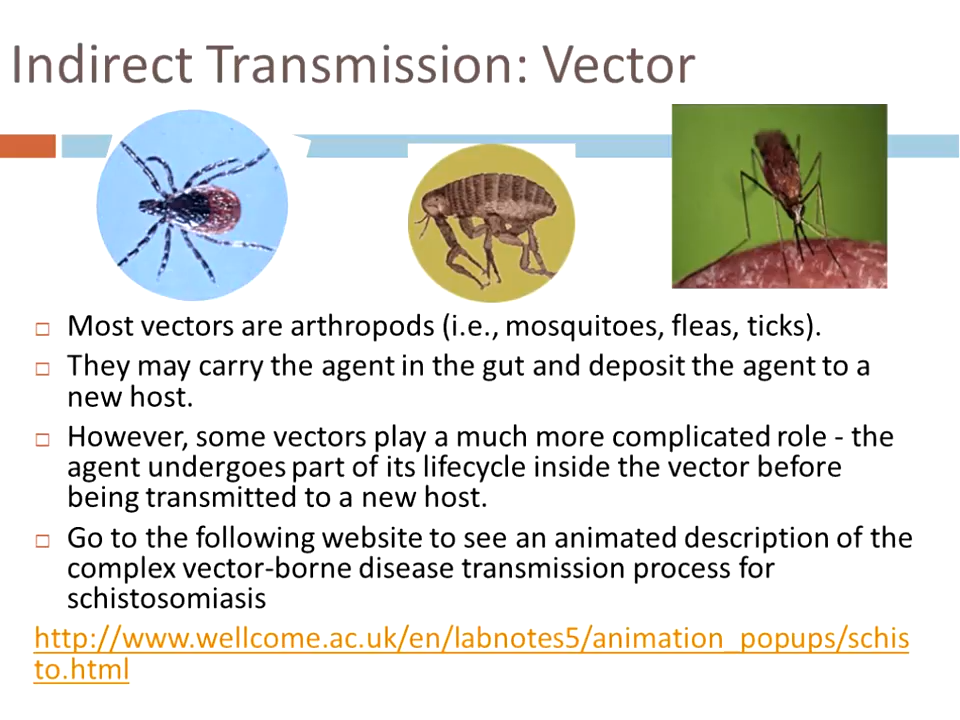 Indirect Transmission: Vector
Most vectors are arthropods (i.e., mosquitoes, fleas, ticks).
They may carry the agent in the gut and deposit the agent to a
new host.
However, some vectors play a much more complicated role - the
agent undergoes part of its lifecycle inside the vector before
being transmitted to a new host.
Go to the following website to see an animated description of the
complex vector-borne disease transmission process for
schistosomiasis
http://www.wellcome.ac.uk/en/labnotes5/animation_popups/schis
to.html